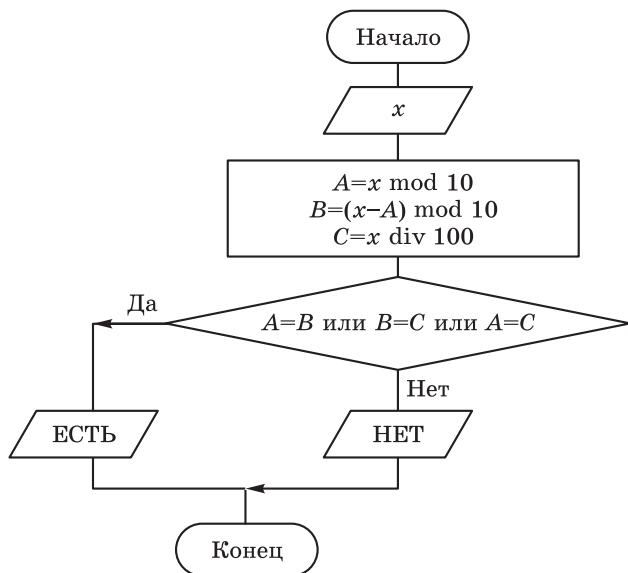 Начало
x
A=x mod 10
B=(x–A) mod 10
C=x div 100
Да
A=B или B=C или A=C
Нет
ЕСТЬ
НЕТ
Конец